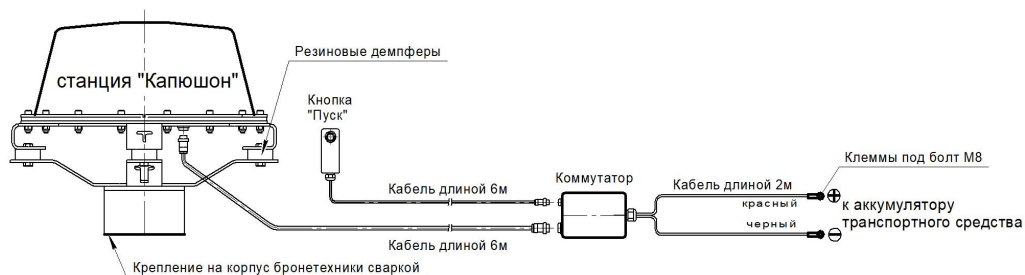 Резиновые демпферы
станция "Капюшон"
Кнопка
"Пуск"
Клеммы под болт М8
Коммутатор
Кабель длиной 6м
Кабель длиной 2м
красный
к аккумулятору
транспортного средства
черный
Кабель длиной 6м
Крепление на корпус бронетехники сваркой